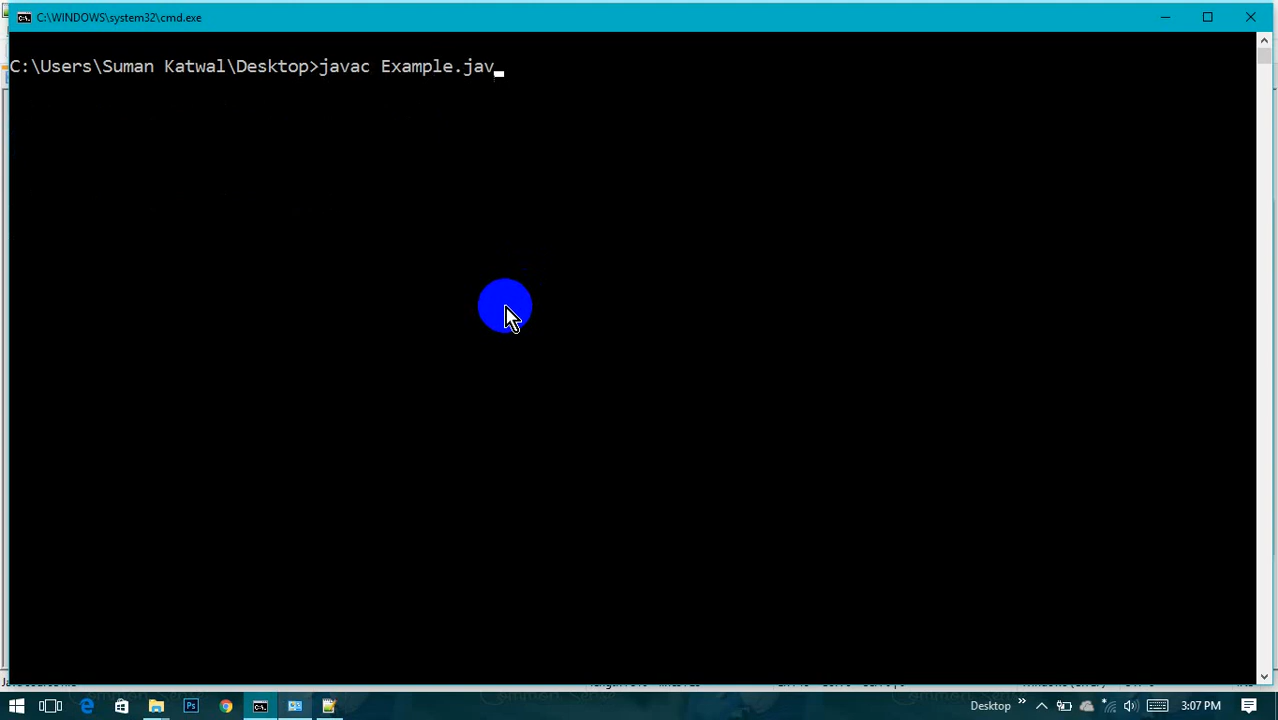 C:\WINDOWS\system32\cmd.exe
C:\Users\Suman Katwal\Desktop>javac Example.jav
Desktop
3:07 PM